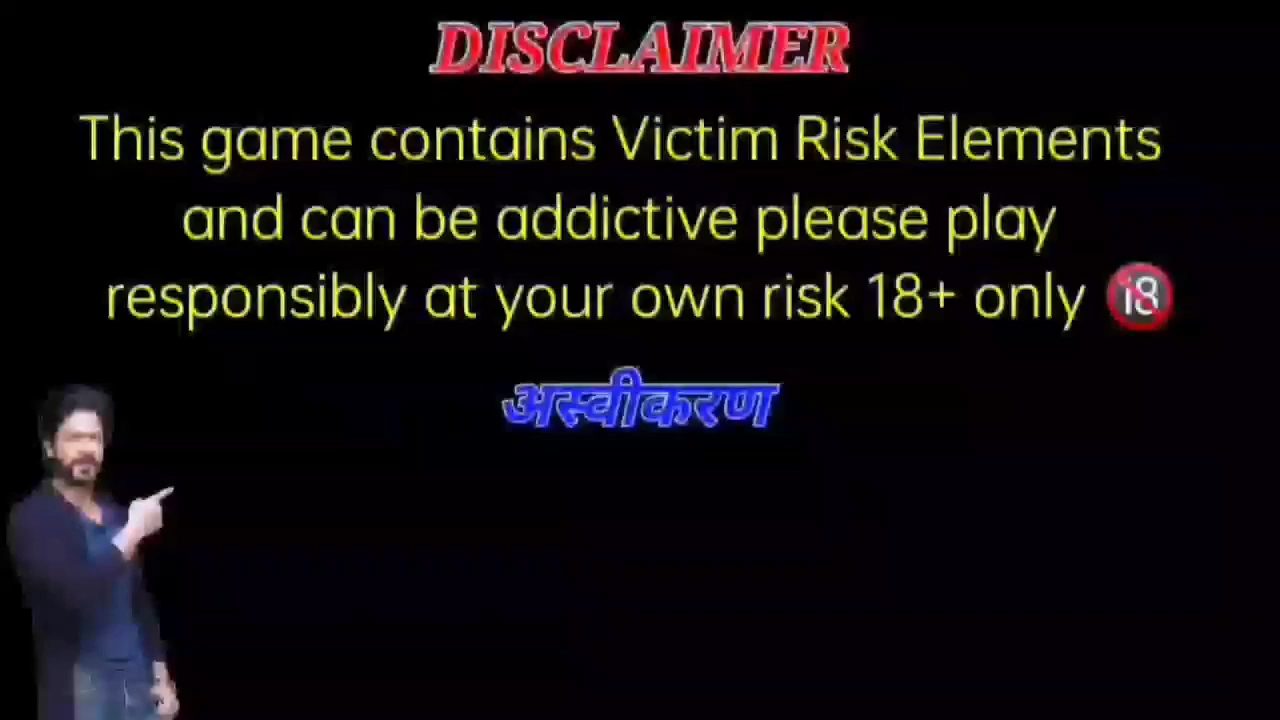 DISCLAIMER
This game contains Victim Risk Elements
and can be addictive please play
responsibly at your own risk 18+ only 🔞
अस्वीकरण